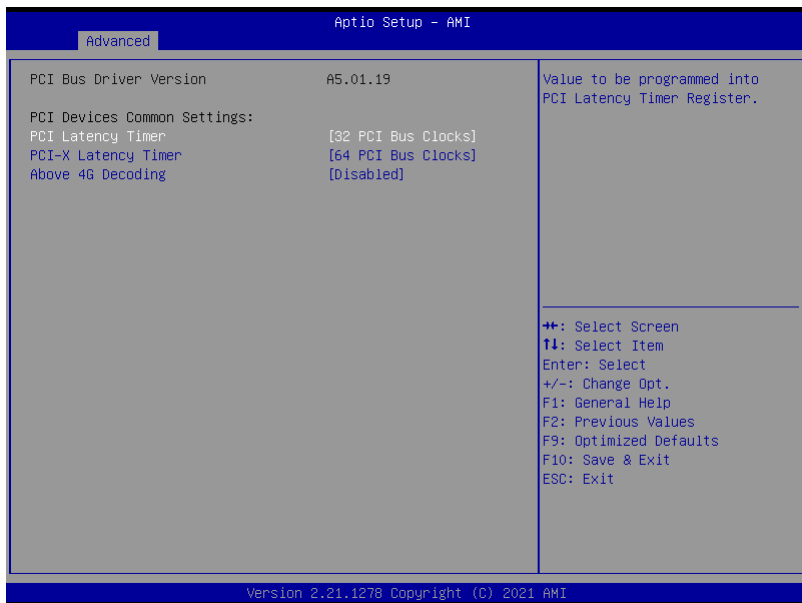 Aptio Setup – AMI
Advanced
PCI Bus Driver Version A5.01.19
PCI Devices Common Settings:
PCI Latency Timer [32 PCI Bus Clocks]
PCI-X Latency Timer [64 PCI Bus Clocks]
Above 4G Decoding [Disabled]
Value to be programmed into
PCI Latency Timer Register.
→←: Select Screen
↑↓: Select Item
Enter: Select
+/-: Change Opt.
F1: General Help
F2: Previous Values
F9: Optimized Defaults
F10: Save & Exit
ESC: Exit
Version 2.21.1278 Copyright (C) 2021 AMI